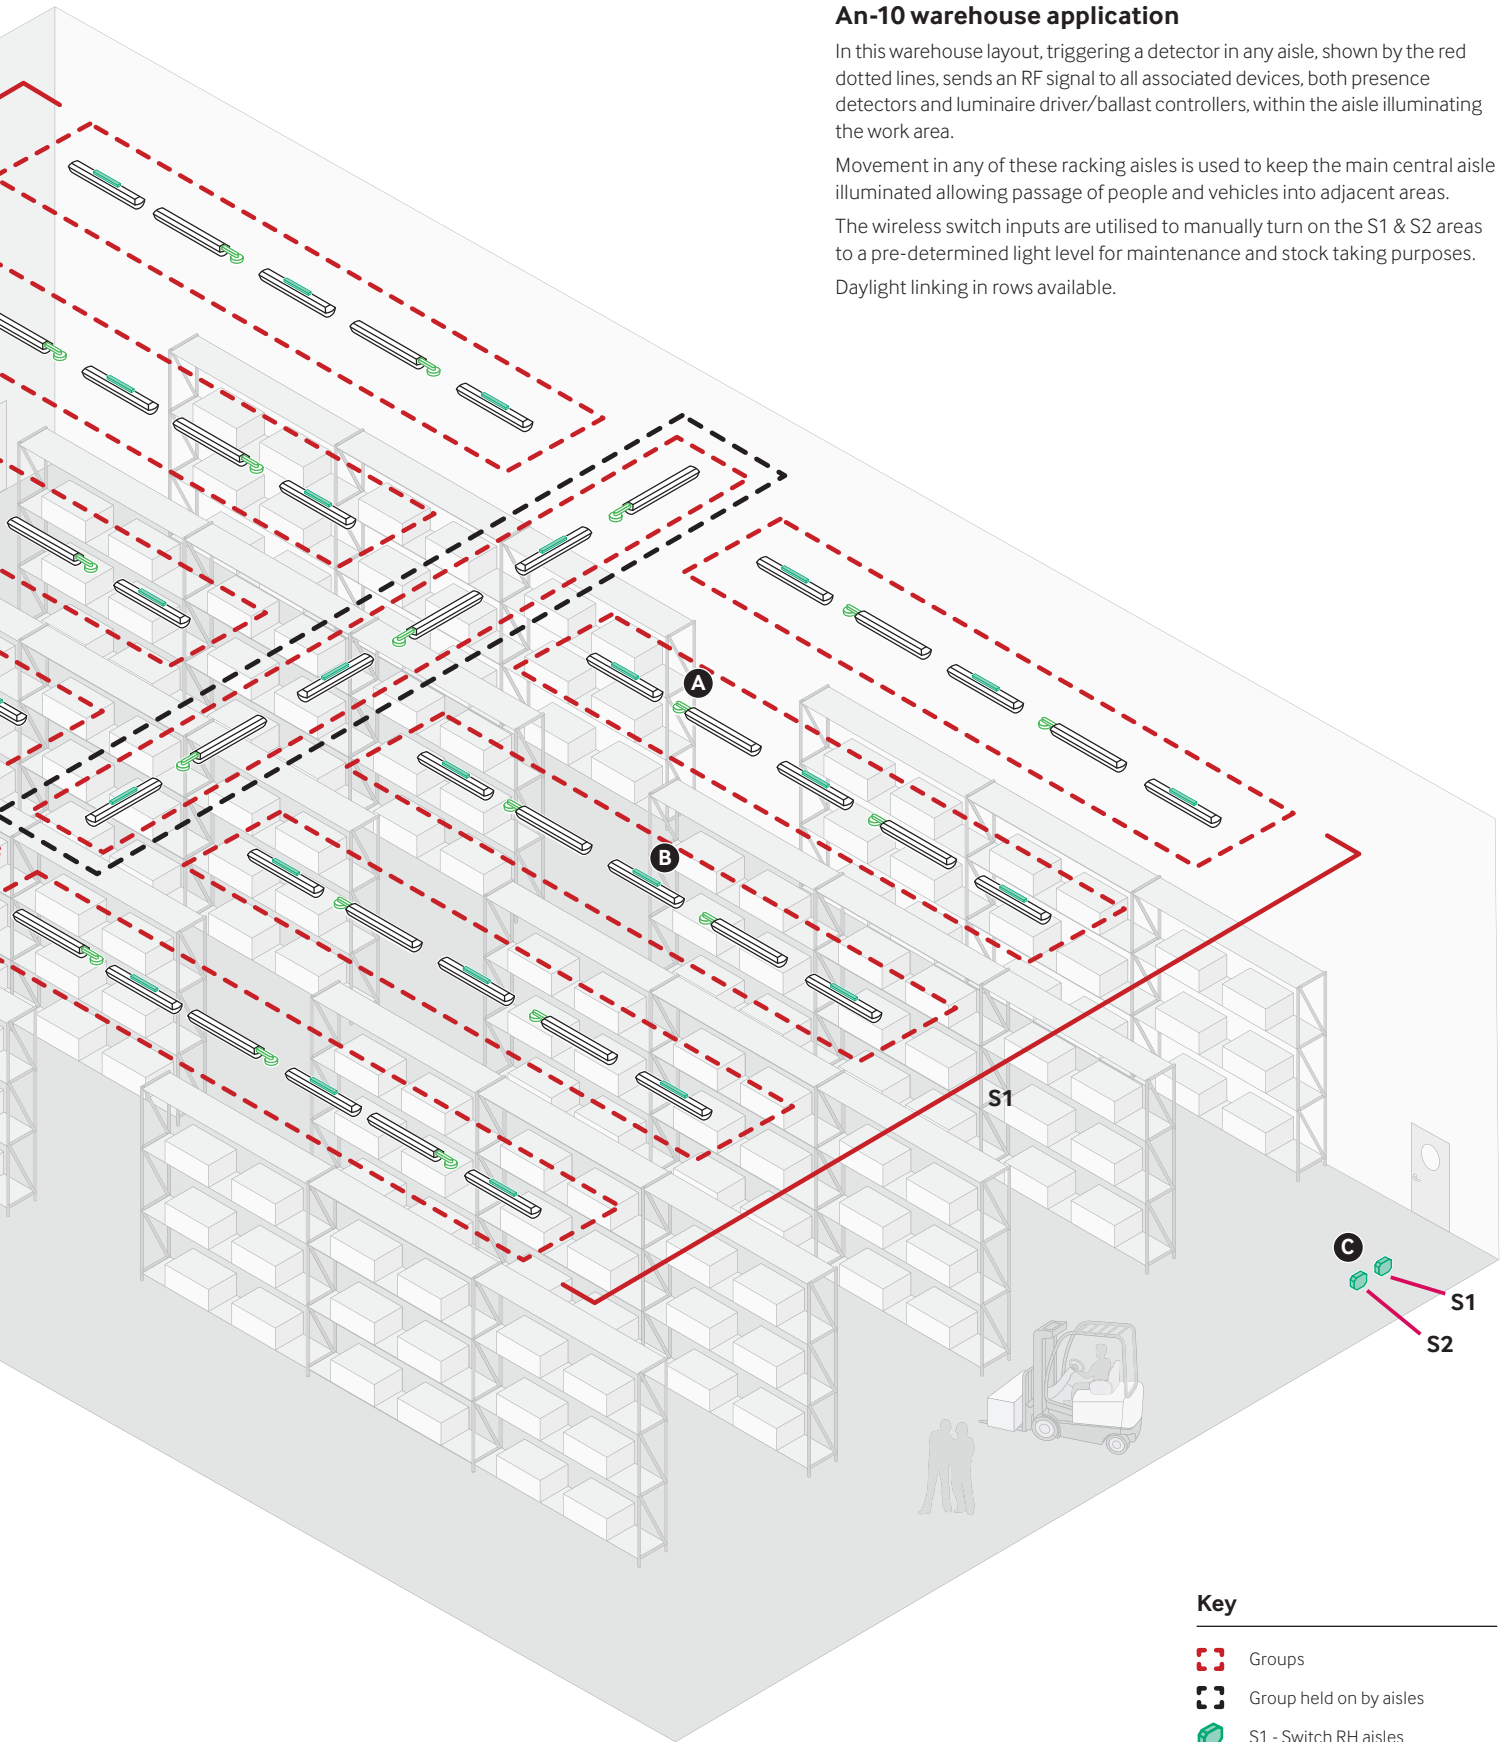 An-10 warehouse application
In this warehouse layout, triggering a detector in any aisle, shown by the red
dotted lines, sends an RF signal to all associated devices, both presence
detectors and luminaire driver/ballast controllers, within the aisle illuminating
the work area.
Movement in any of these racking aisles is used to keep the main central aisle
illuminated allowing passage of people and vehicles into adjacent areas.
The wireless switch inputs are utilised to manually turn on the S1 & S2 areas
to a pre-determined light level for maintenance and stock taking purposes.
Daylight linking in rows available.
A
B
S1
C
S1
S2
Key
Groups
Group held on by aisles
S1 - Switch RH aisles